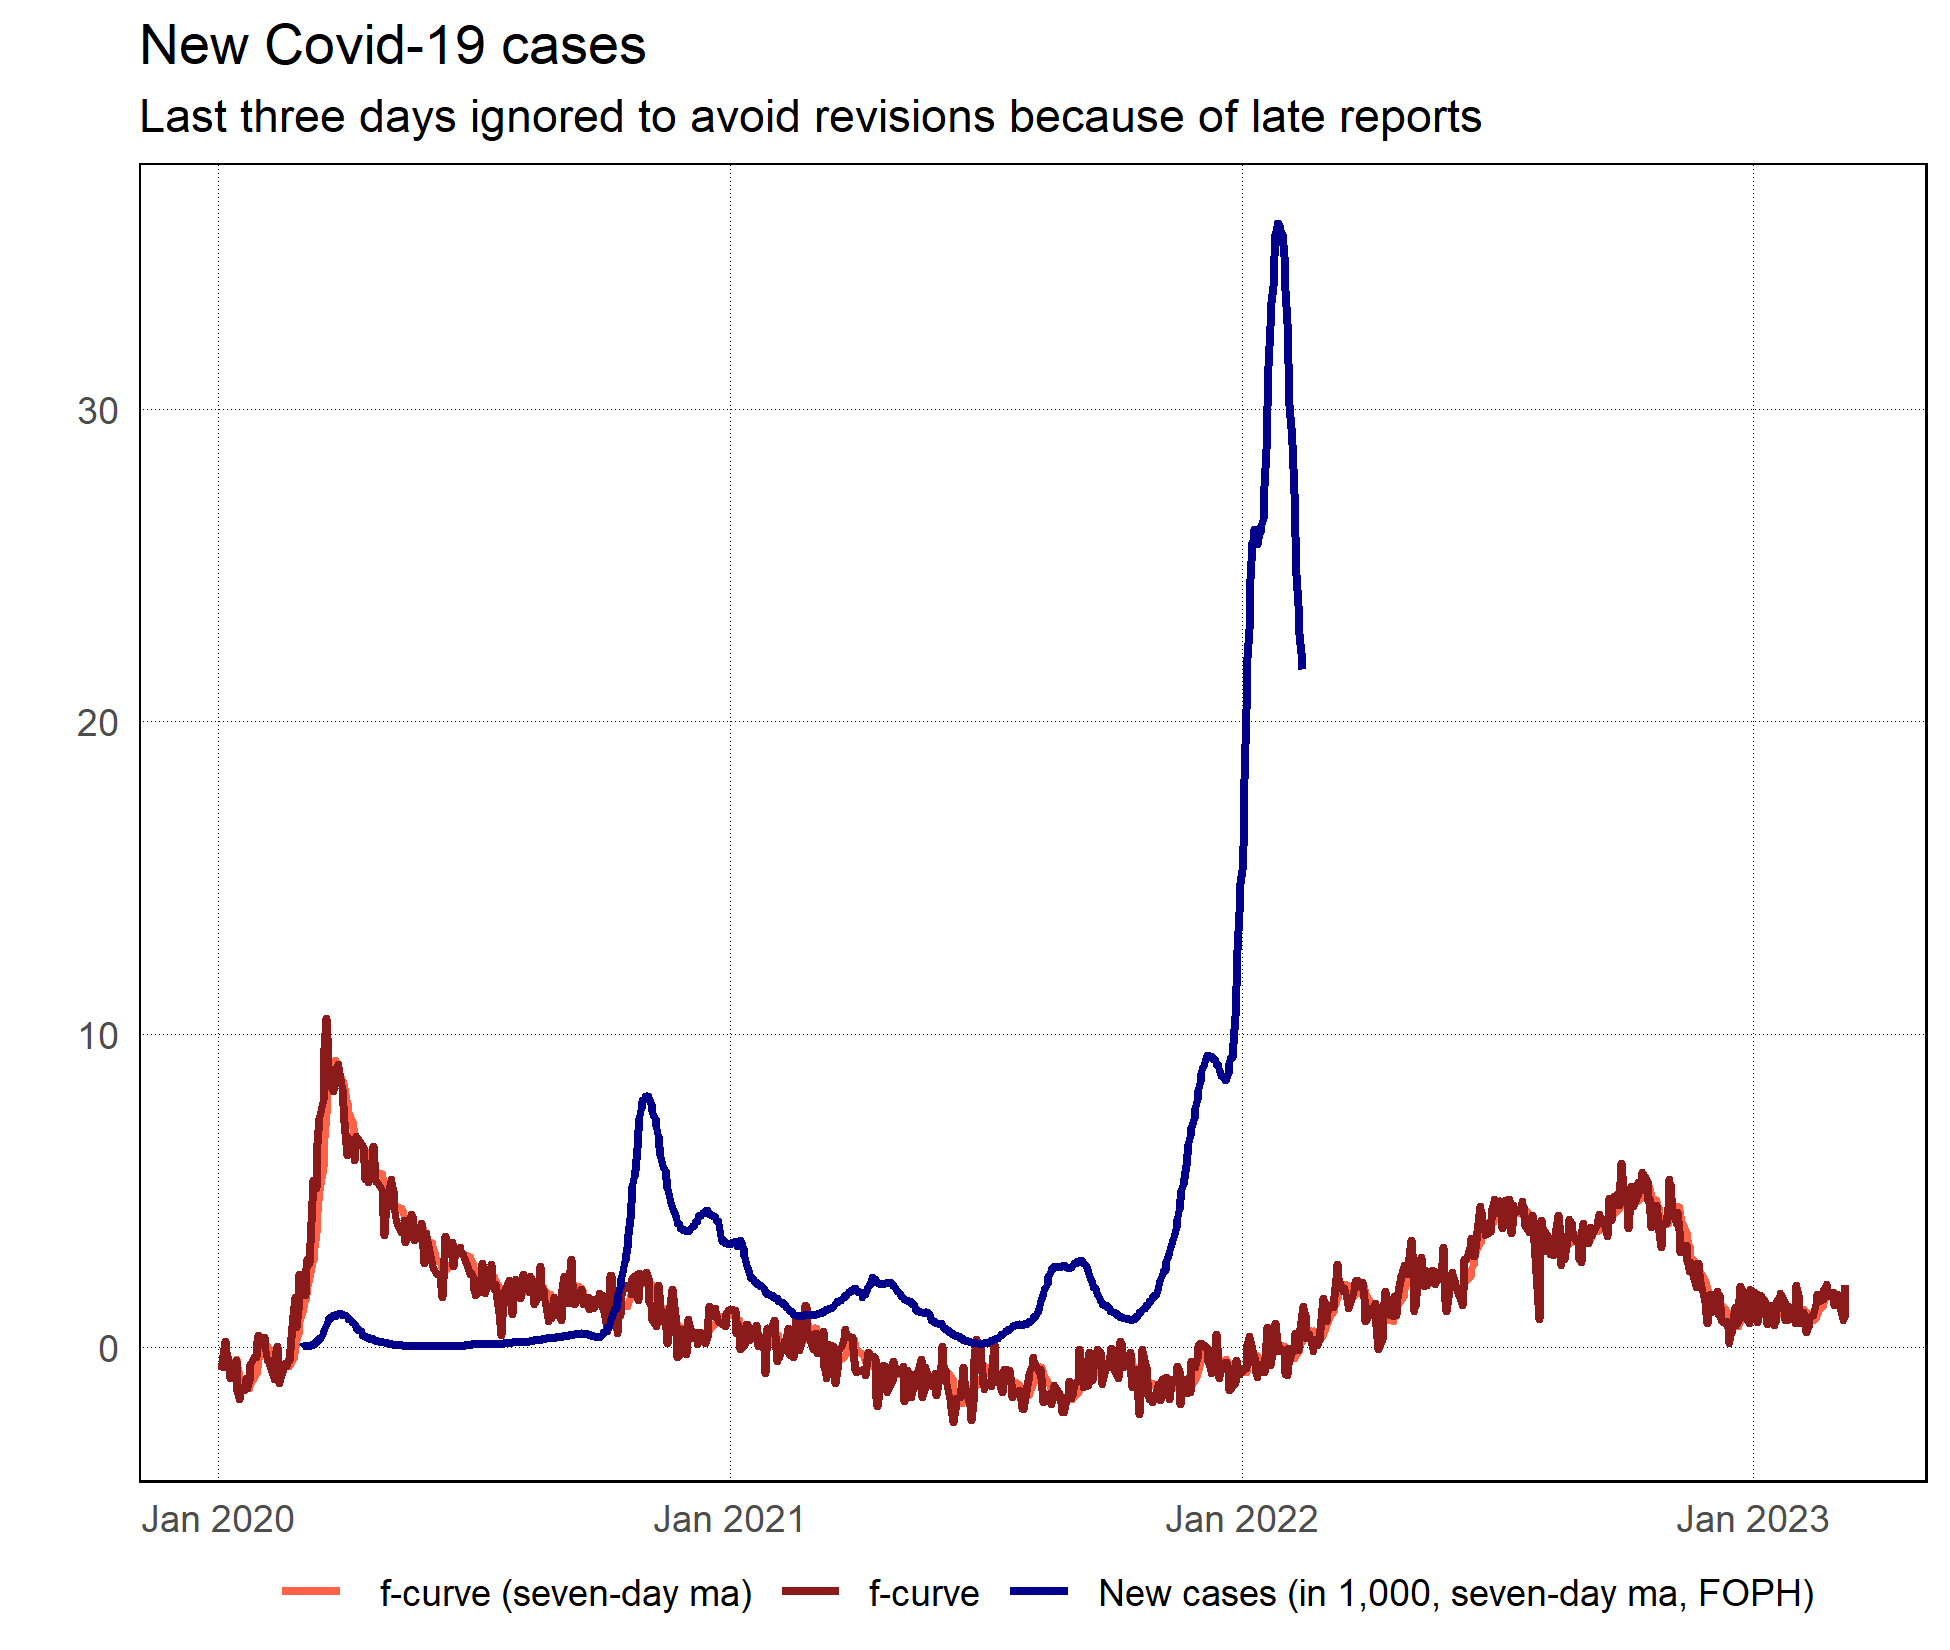 New Covid-19 cases
Last three days ignored to avoid revisions because of late reports
30
20
10
0
Jan 2020 Jan 2021 Jan 2022 Jan 2023
f-curve (seven-day ma) f-curve New cases (in 1,000, seven-day ma, FOPH)